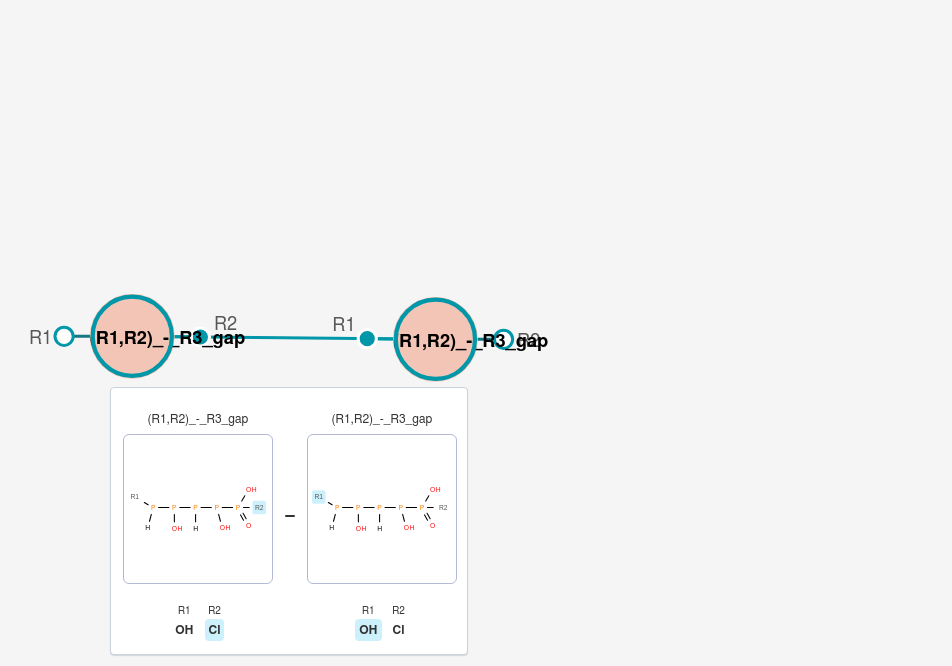 R2
R1
R1
R1,R2)_-_R3_gap
R1,R2)_-_R3_gap
(R1,R2)_-_R3_gap
(R1,R2)_-_R3_gap
R1
OH
P P P P P
R2
H
OH
H
OH
O
R1
OH
P P P P P
R2
H
OH
H
OH
O
–
R1 R2
OH Cl
R1 R2
OH Cl